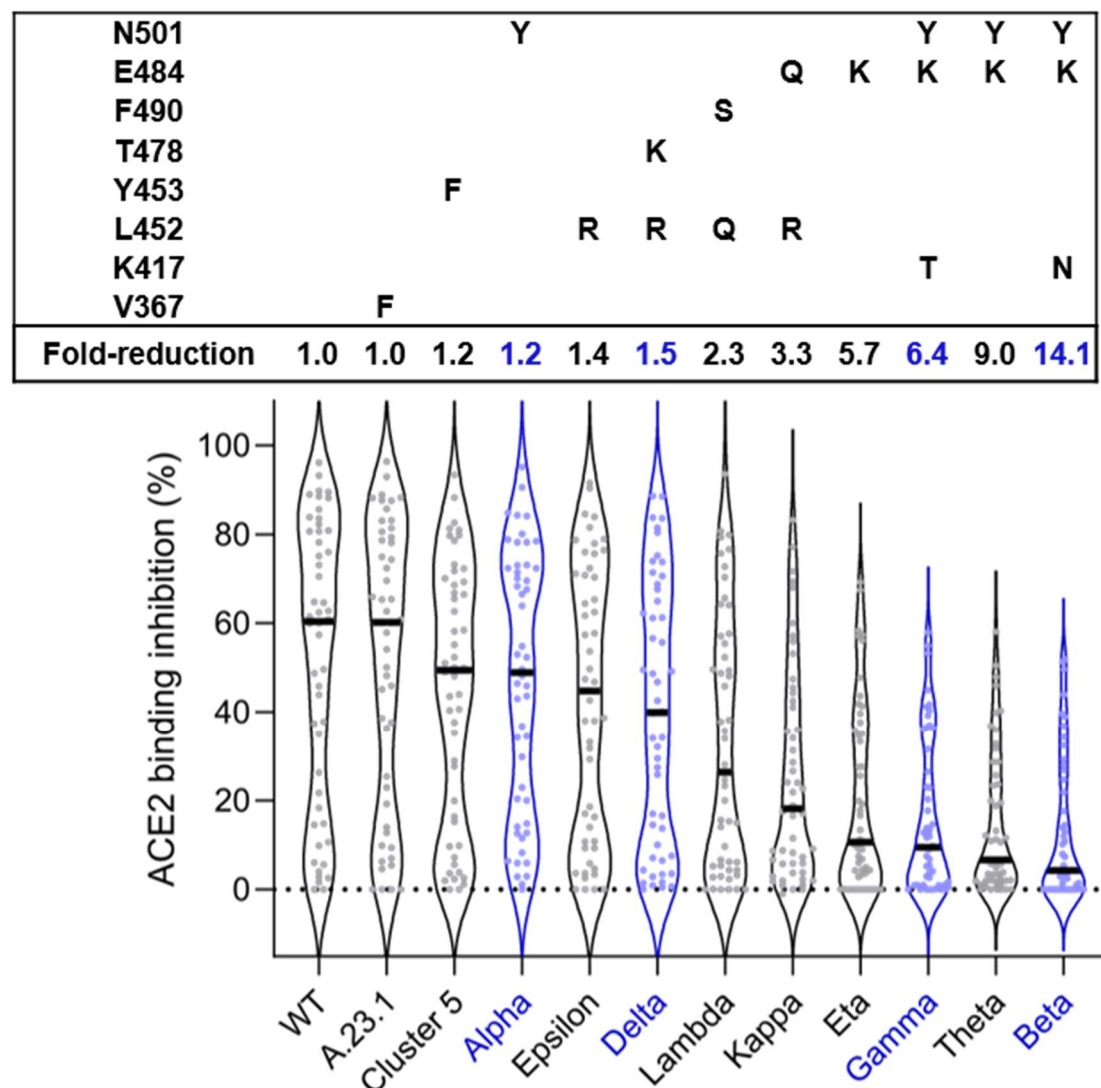 N501 Y Y Y Y
E484 Q K K K K
F490 S
T478 K
Y453 F
L452 R R Q R
K417 T N
V367 F
Fold-reduction 1.0 1.0 1.2 1.2 1.4 1.5 2.3 3.3 5.7 6.4 9.0 14.1
ACE2 binding inhibition (%)
100
80
60
40
20
0
WT A.23.1 Cluster 5 Alpha Epsilon Delta Lambda Kappa Eta Gamma Theta Beta